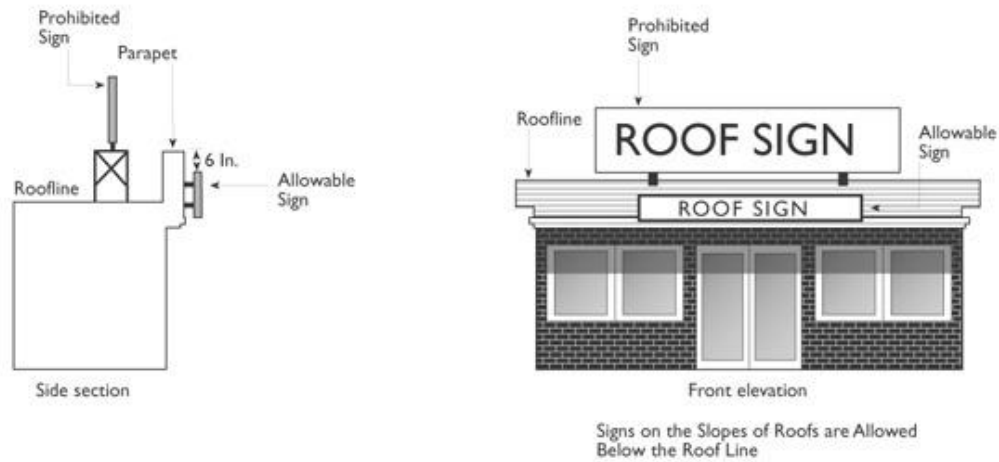 Prohibited
Sign
Parapet
6 In.
Roofline
Allowable
Sign
Side section
Prohibited
Sign
Roofline
ROOF SIGN
Allowable
Sign
ROOF SIGN
Front elevation
Signs on the Slopes of Roofs are Allowed
Below the Roof Line